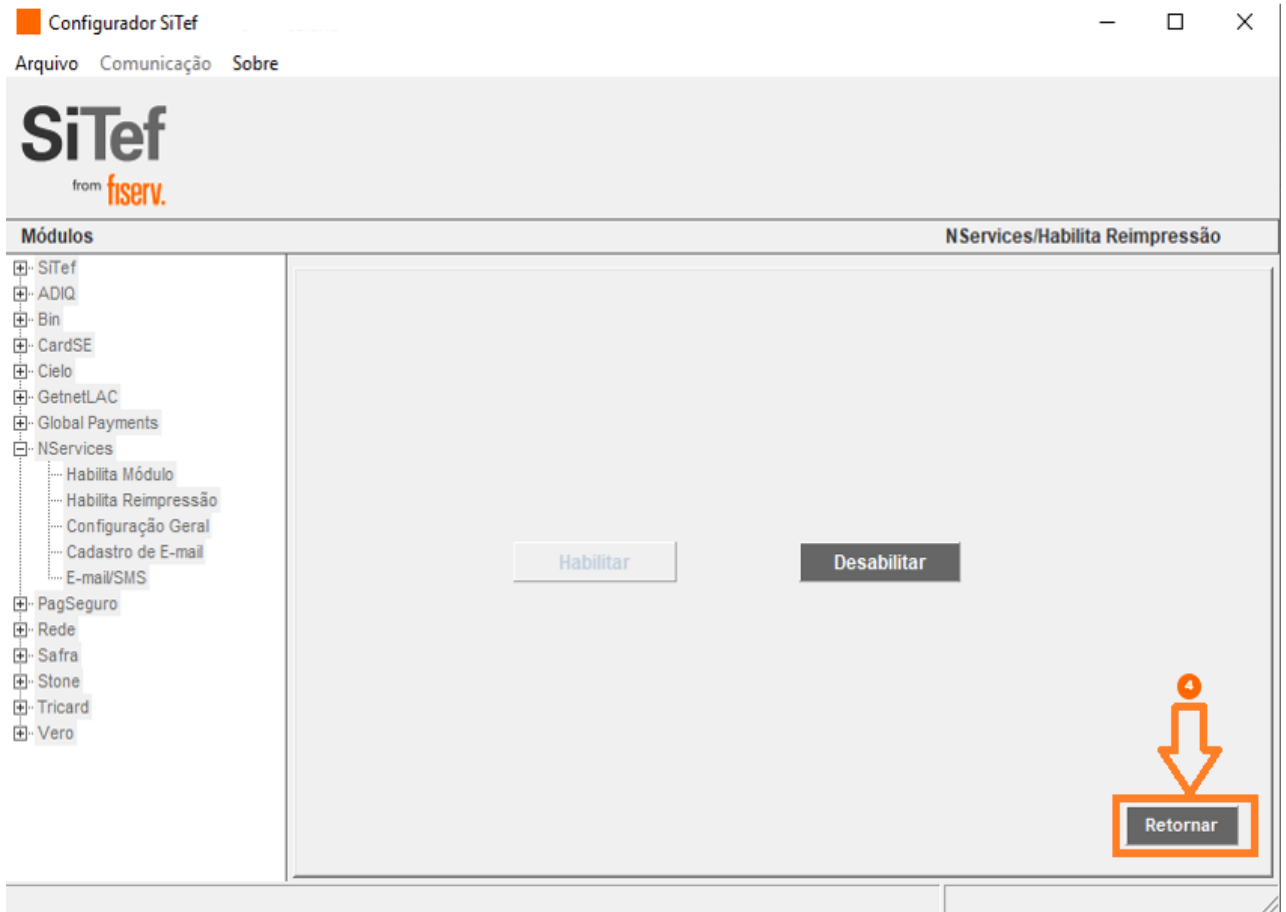 Configurador SiTef
Arquivo Comunicação Sobre
SiTef
from fiserv.
Módulos
NServices/Habilita Reimpressão
SiTef
ADIQ
Bin
CardSE
Cielo
GetnetLAC
Global Payments
NServices
Habilita Módulo
Habilita Reimpressão
Configuração Geral
Cadastro de E-mail
E-mail/SMS
PagSeguro
Rede
Safra
Stone
Tricard
Vero
Habilitar
Desabilitar
4
Retornar